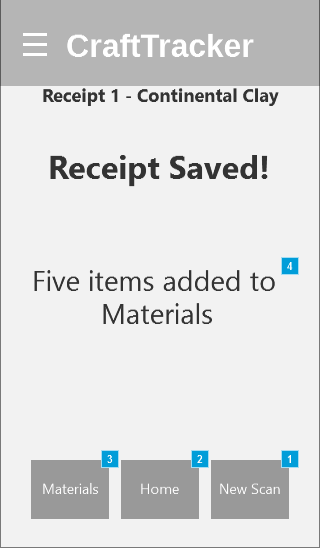 ☰ CraftTracker
Receipt 1 - Continental Clay
Receipt Saved!
4
Five items added to
Materials
3 2 1
Materials Home New Scan